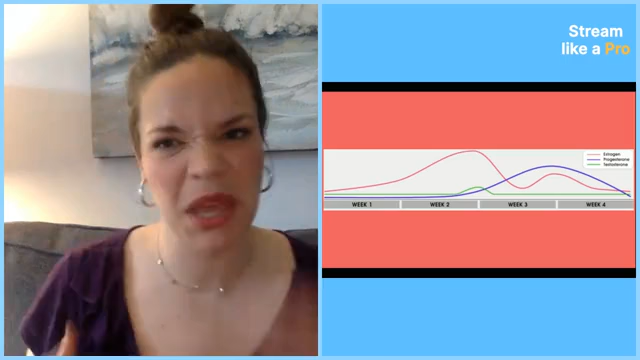 Stream
like a Pro
Estrogen
Progesterone
Testosterone
WEEK 1 WEEK 2 WEEK 3 WEEK 4